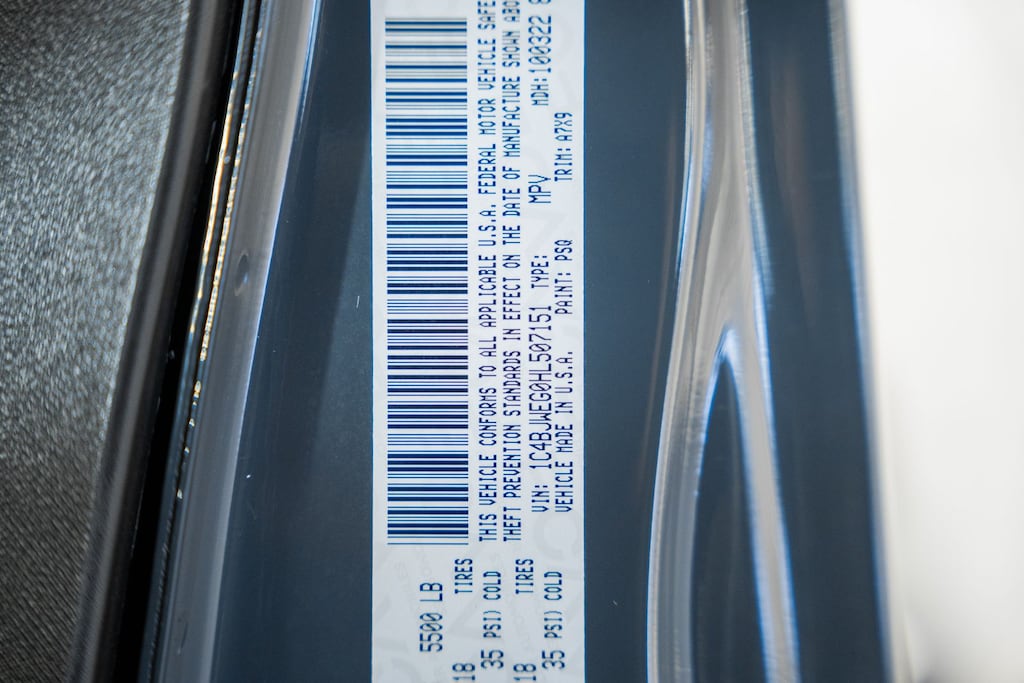 5500 LB
18 TIRES
35 PSI) COLD
18 TIRES
35 PSI) COLD
THIS VEHICLE CONFORMS TO ALL APPLICABLE U.S.A. FEDERAL MOTOR VEHICLE SAFE
THEFT PREVENTION STANDARDS IN EFFECT ON THE DATE OF MANUFACTURE SHOWN ABO
VIN: 1C4BJWEG0HL507151 TYPE: MPV MDH:100322 8
VEHICLE MADE IN U.S.A. PAINT: PSQ TRIM: A7X9